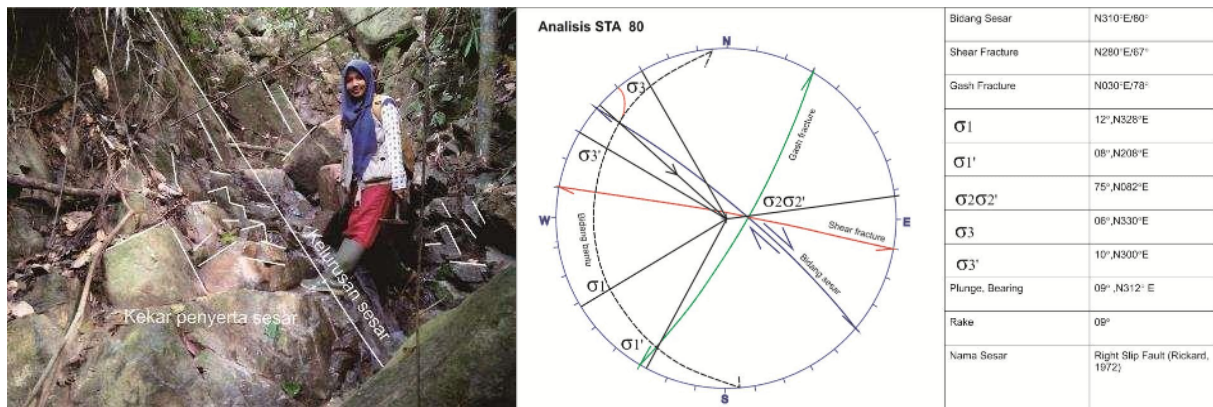 Kelurusan sesar
Kekar penyerta sesar
Analisis STA 80
N
σ3
σ3'
Gash fracture
σ2σ2'
W
E
Shear fracture
Bidang bantu
Bidang sesar
σ1
σ1'
S
Bidang Sesar N310°E/60°
Shear Fracture N280°E/67°
Gash Fracture N030°E/78°
σ1 12°,N328°E
σ1' 08°,N208°E
σ2σ2' 75°,N082°E
σ3 06°,N330°E
σ3' 10°,N300°E
Plunge, Bearing 09° ,N312° E
Rake 09°
Nama Sesar Right Slip Fault (Rickard,
1972)